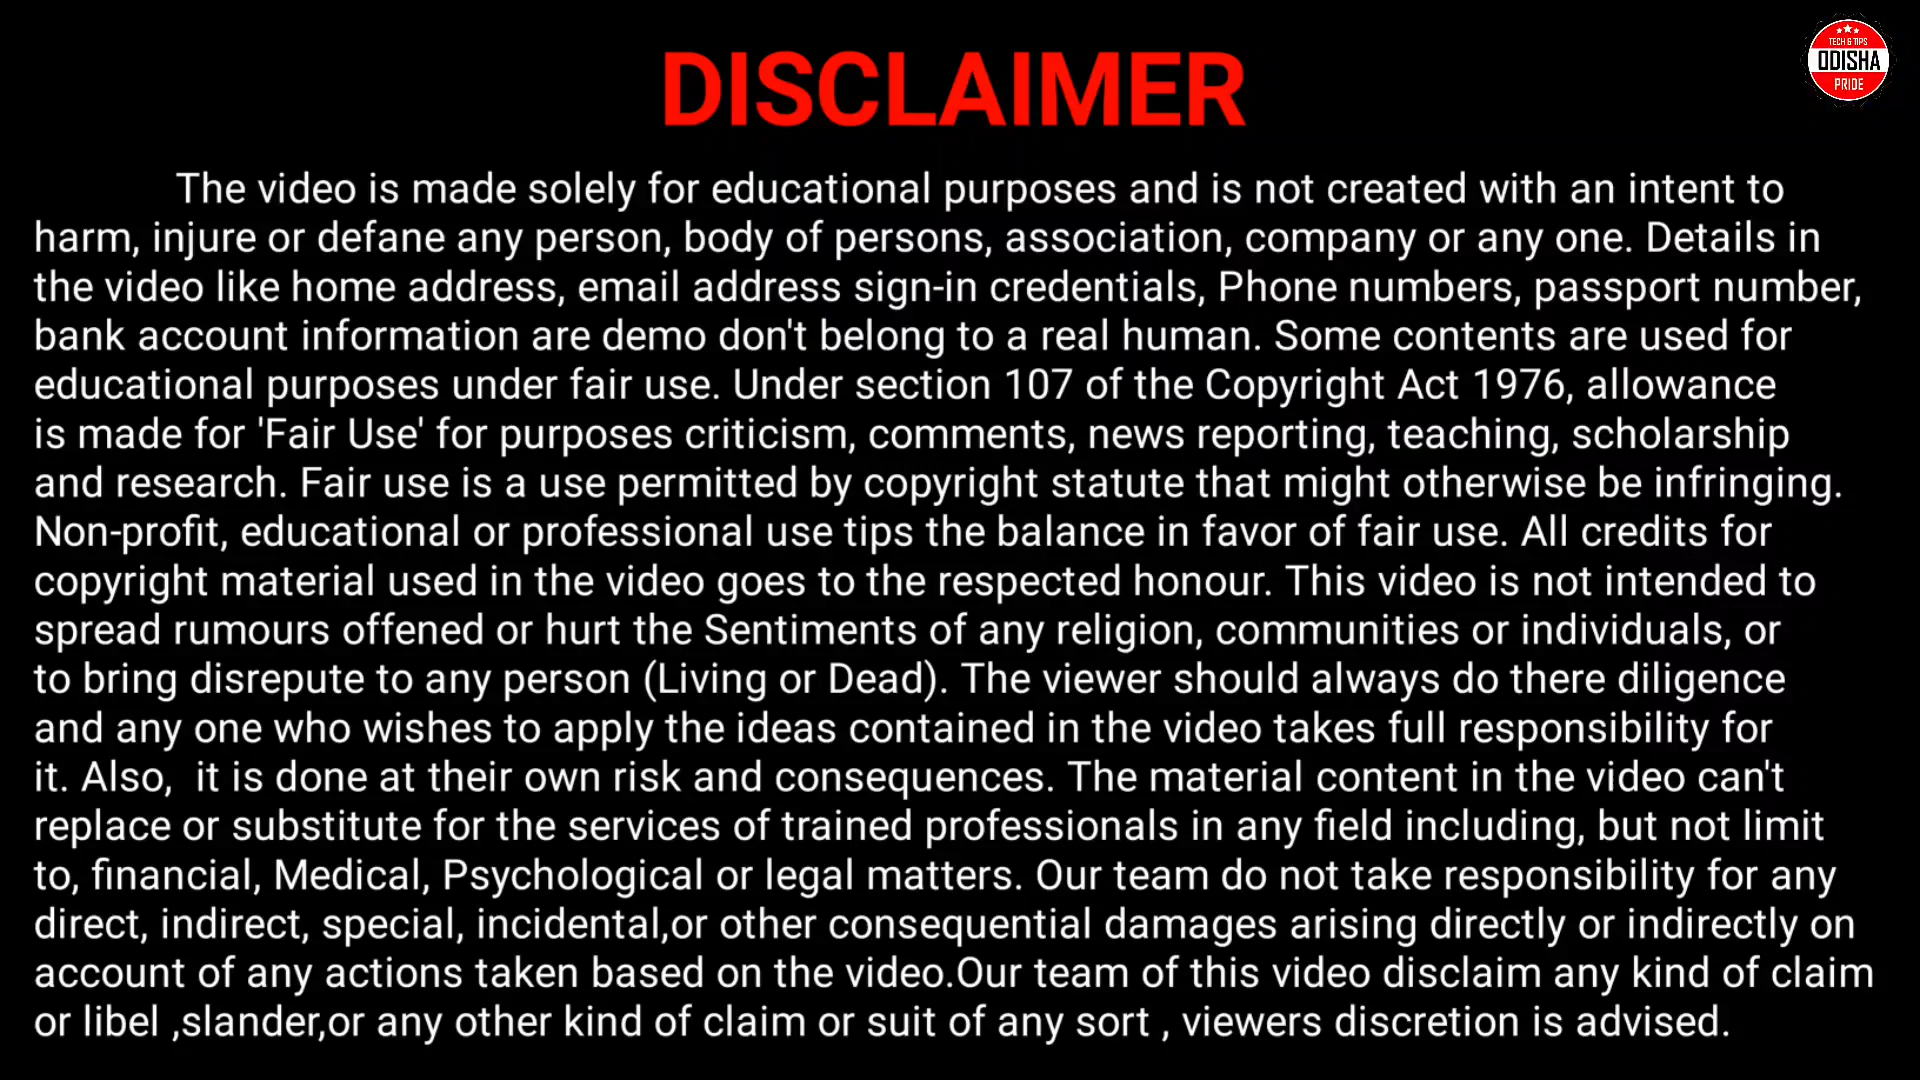 DISCLAIMER
TECH & TIPS
ODISHA
PRIDE
The video is made solely for educational purposes and is not created with an intent to
harm, injure or defane any person, body of persons, association, company or any one. Details in
the video like home address, email address sign-in credentials, Phone numbers, passport number,
bank account information are demo don't belong to a real human. Some contents are used for
educational purposes under fair use. Under section 107 of the Copyright Act 1976, allowance
is made for 'Fair Use' for purposes criticism, comments, news reporting, teaching, scholarship
and research. Fair use is a use permitted by copyright statute that might otherwise be infringing.
Non-profit, educational or professional use tips the balance in favor of fair use. All credits for
copyright material used in the video goes to the respected honour. This video is not intended to
spread rumours offened or hurt the Sentiments of any religion, communities or individuals, or
to bring disrepute to any person (Living or Dead). The viewer should always do there diligence
and any one who wishes to apply the ideas contained in the video takes full responsibility for
it. Also,  it is done at their own risk and consequences. The material content in the video can't
replace or substitute for the services of trained professionals in any field including, but not limit
to, financial, Medical, Psychological or legal matters. Our team do not take responsibility for any
direct, indirect, special, incidental,or other consequential damages arising directly or indirectly on
account of any actions taken based on the video.Our team of this video disclaim any kind of claim
or libel ,slander,or any other kind of claim or suit of any sort , viewers discretion is advised.